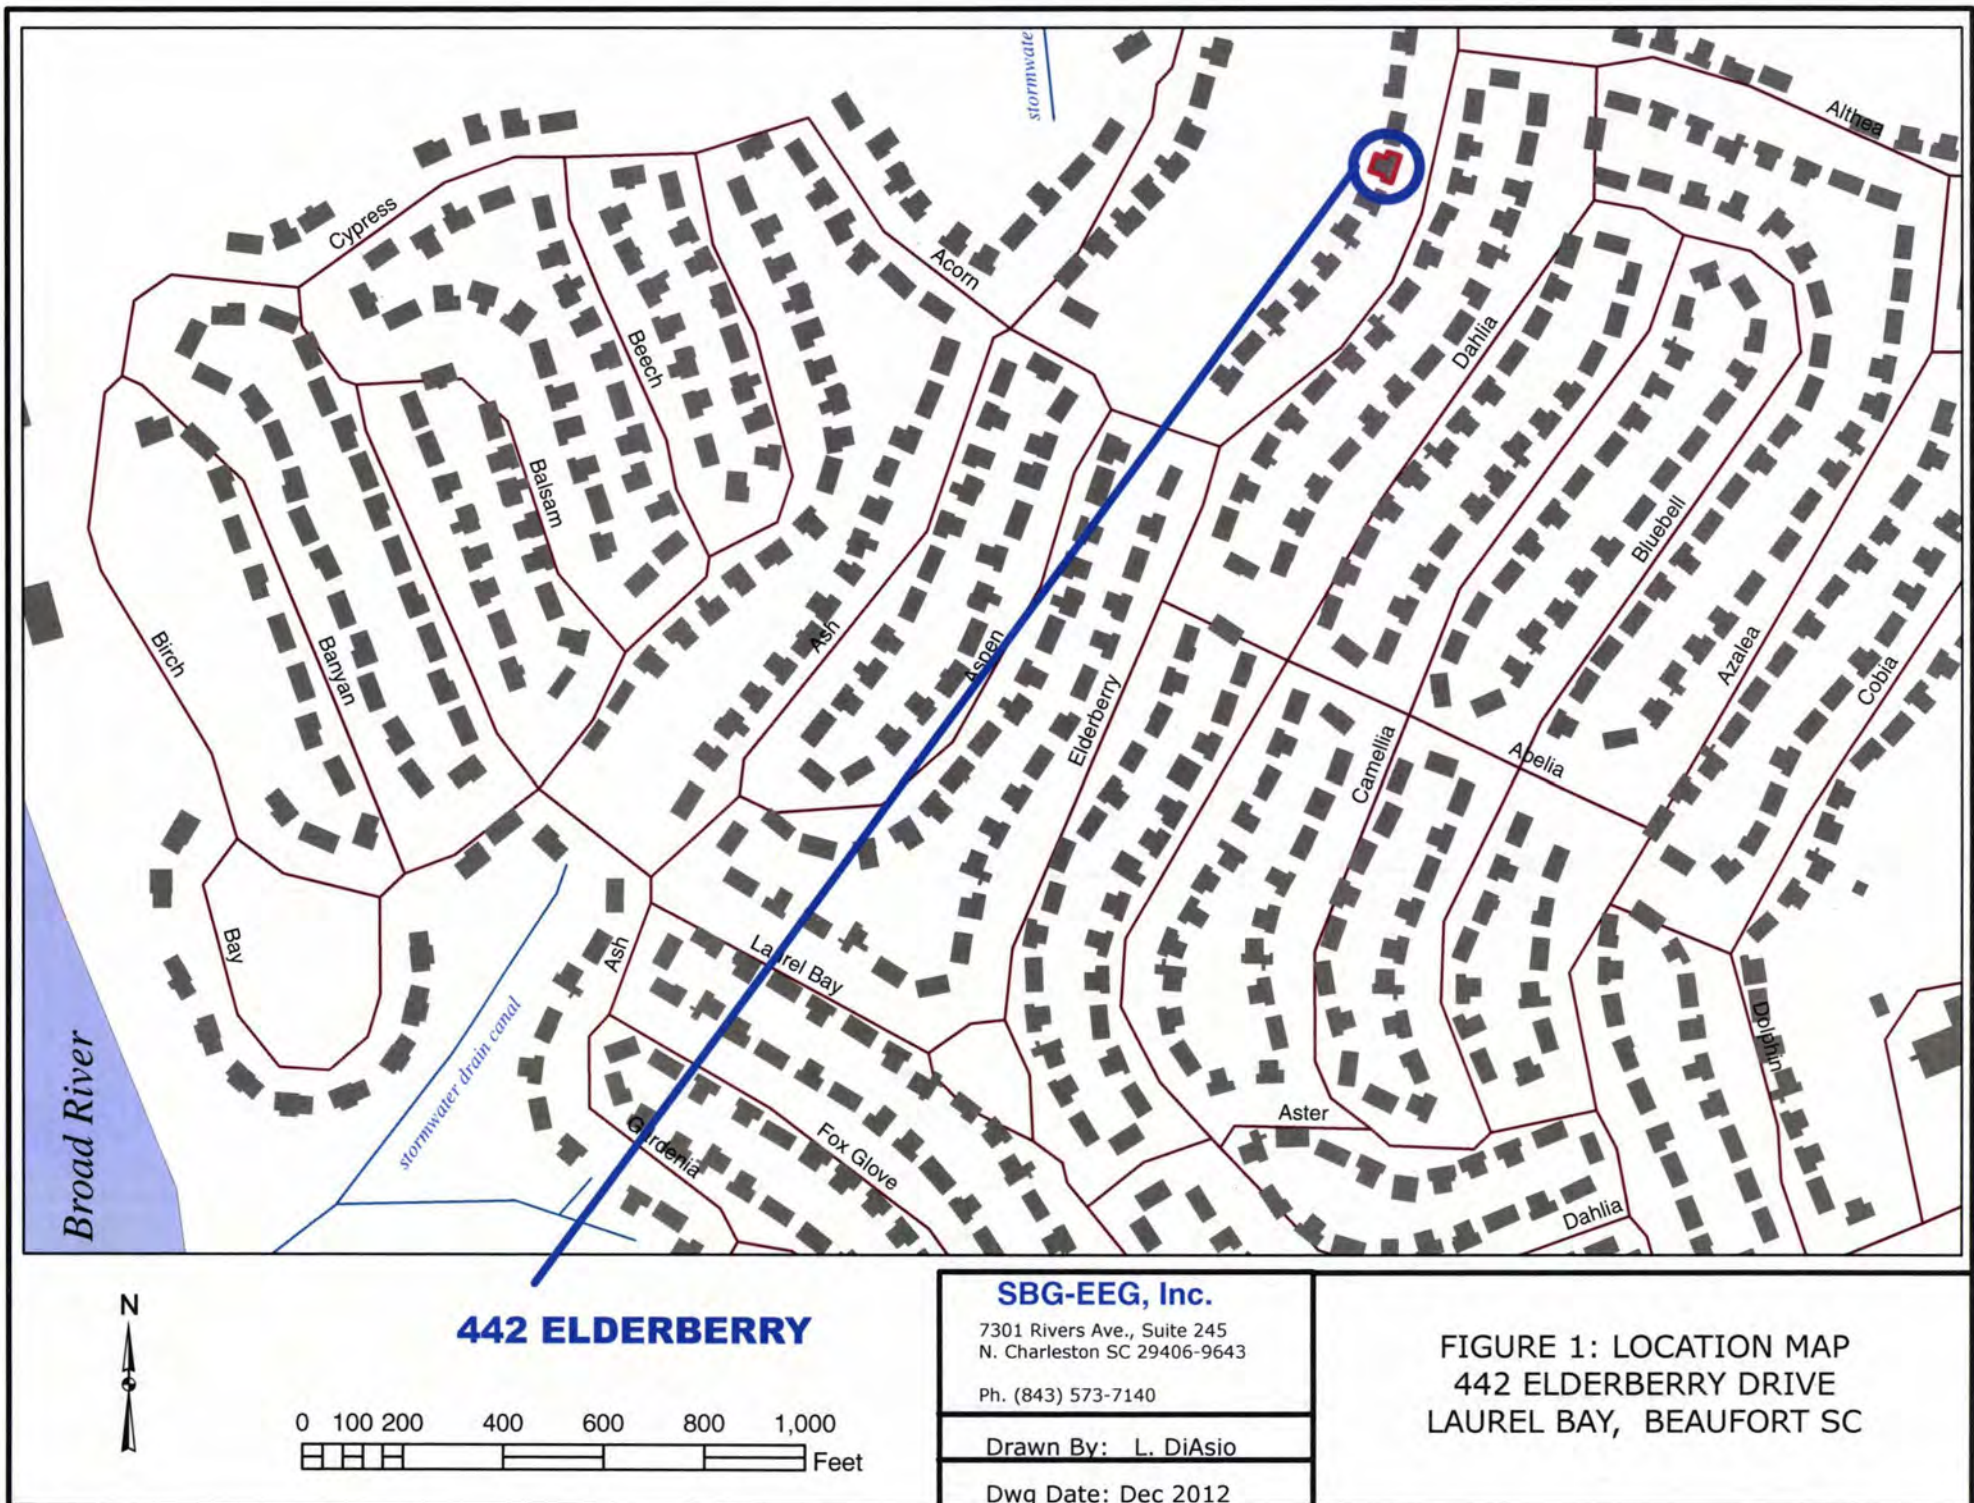 stormwate
Althea
Cypress
Acorn
Dahlia
Beech
Balsam
Bluebell
Birch
Banyan
Ash
Aspen
Elderberry
Azalea
Cobia
Camellia
Abelia
Bay
Ash
Laurel Bay
stormwater drain canal
Broad River
Dolphin
Aster
Gardenia
Fox Glove
Dahlia
N
442 ELDERBERRY
0 100 200 400 600 800 1,000
Feet
SBG-EEG, Inc.
7301 Rivers Ave., Suite 245
N. Charleston SC 29406-9643
Ph. (843) 573-7140
Drawn By: L. DiAsio
Dwg Date: Dec 2012
FIGURE 1: LOCATION MAP
442 ELDERBERRY DRIVE
LAUREL BAY, BEAUFORT SC